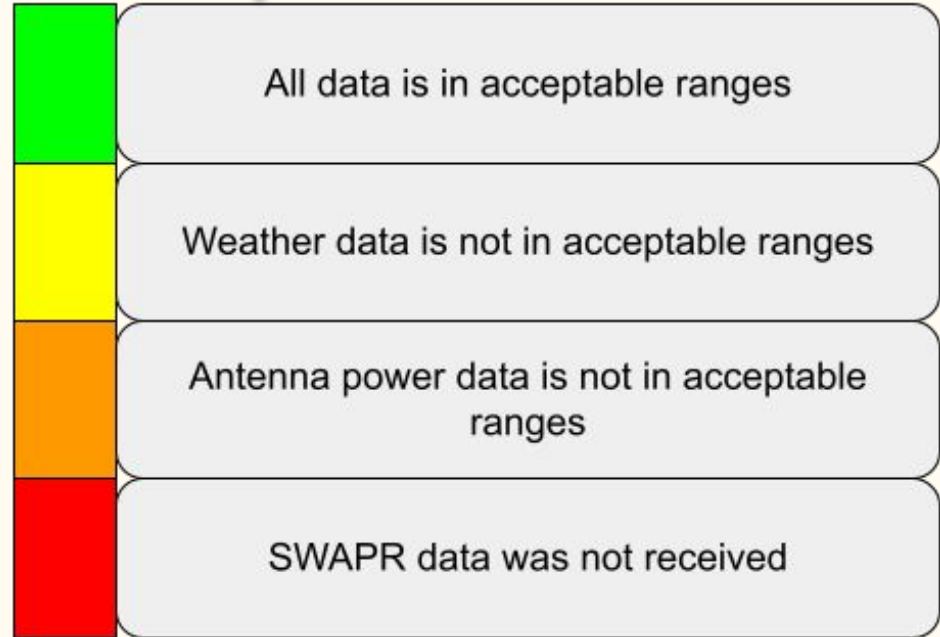 All data is in acceptable ranges
Weather data is not in acceptable ranges
Antenna power data is not in acceptable
ranges
SWAPR data was not received